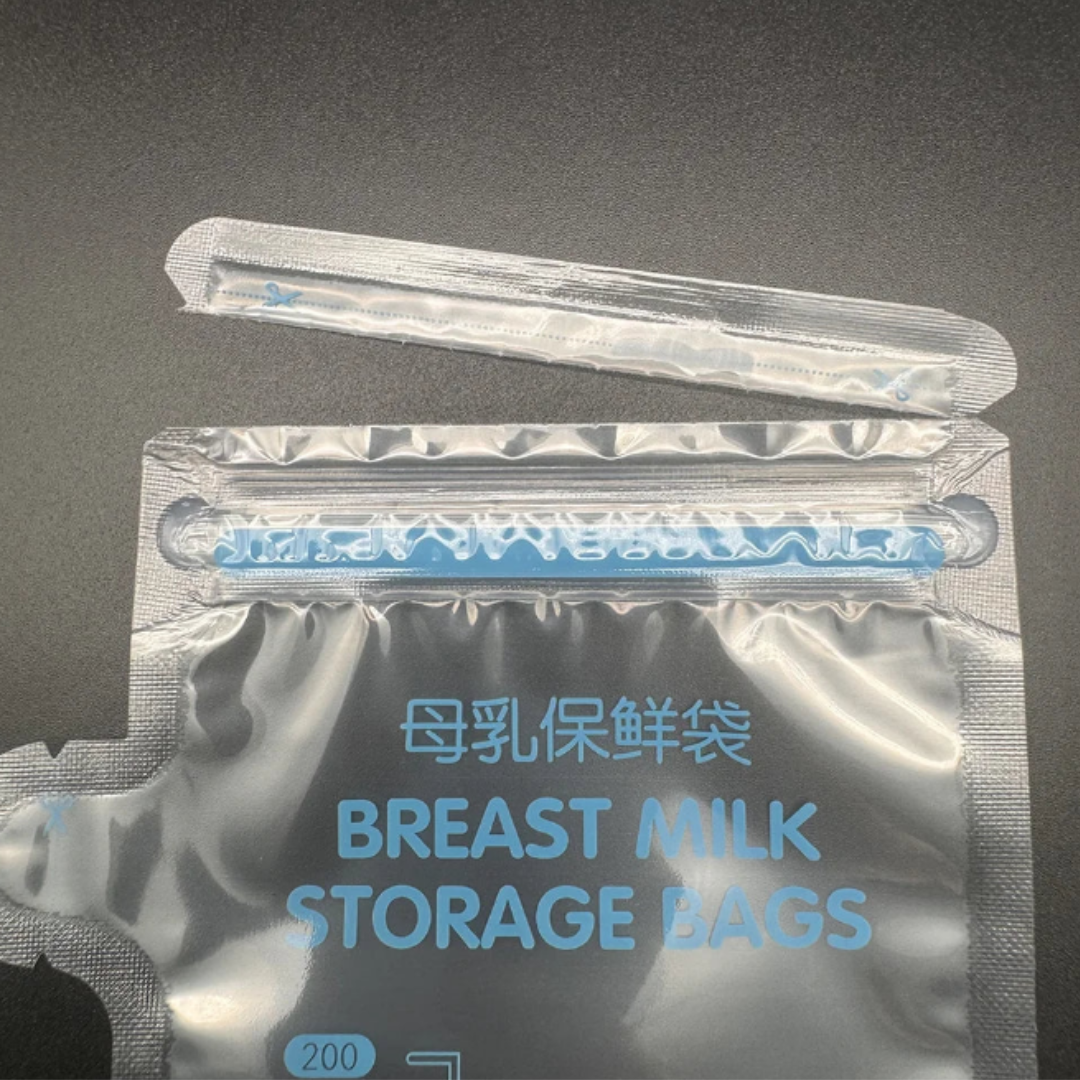 母乳保鲜袋
BREAST MILK
STORAGE BAGS
200